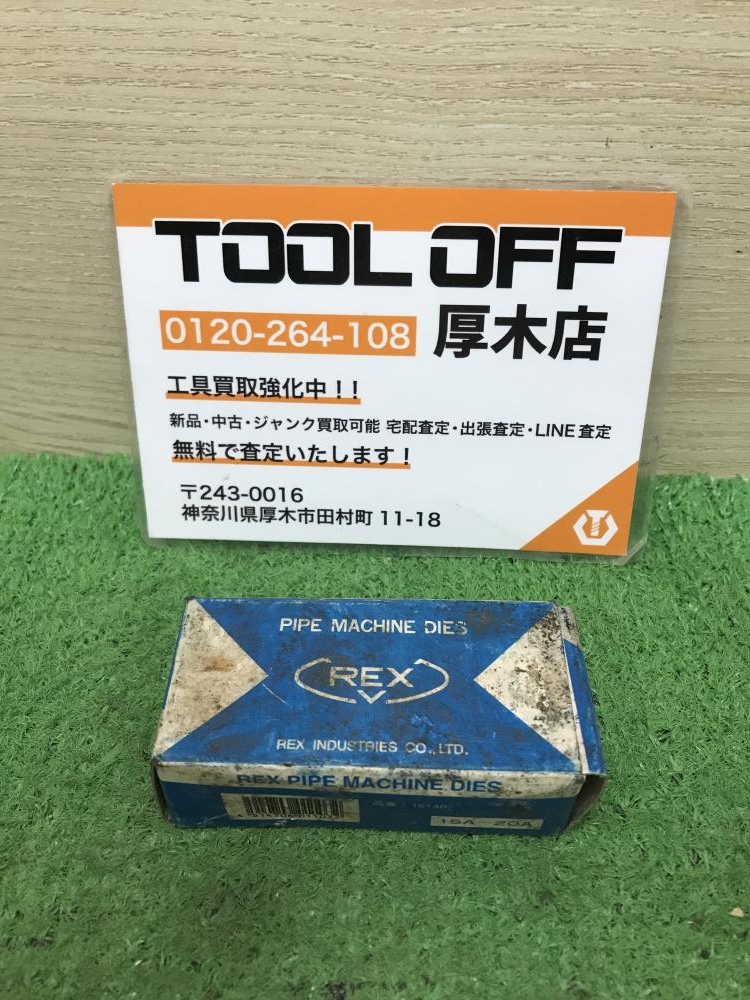 TOOL OFF
0120-264-108 厚木店
工具買取強化中!!
新品・中古・ジャンク買取可能 宅配査定・出張査定・LINE査定
無料で査定いたします!
〒243-0016
神奈川県厚木市田村町 11-18
PIPE MACHINE DIES
REX
REX INDUSTRIES CO., LTD.
REX PIPE MACHINE DIES
15A-20A